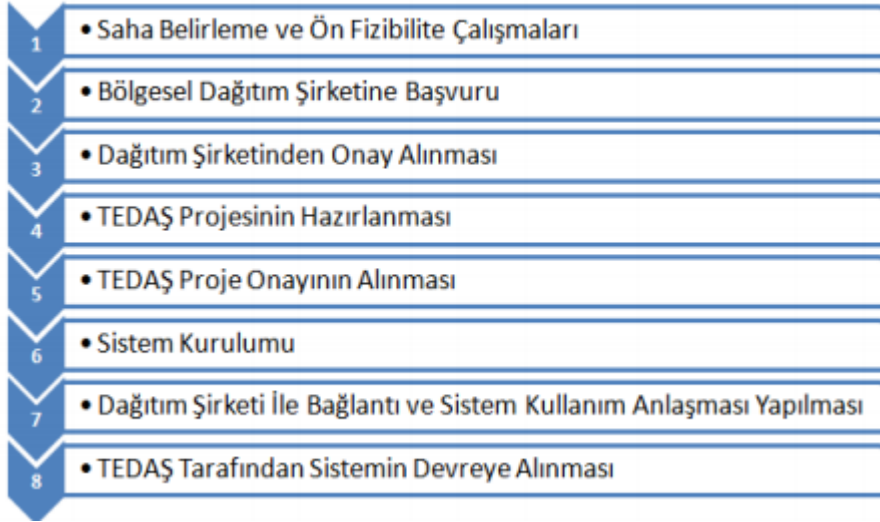 1 • Saha Belirleme ve Ön Fizibilite Çalışmaları
2 • Bölgesel Dağıtım Şirketine Başvuru
3 • Dağıtım Şirketinden Onay Alınması
4 • TEDAŞ Projesinin Hazırlanması
5 • TEDAŞ Proje Onayının Alınması
6 • Sistem Kurulumu
7 • Dağıtım Şirketi İle Bağlantı ve Sistem Kullanım Anlaşması Yapılması
8 • TEDAŞ Tarafından Sistemin Devreye Alınması